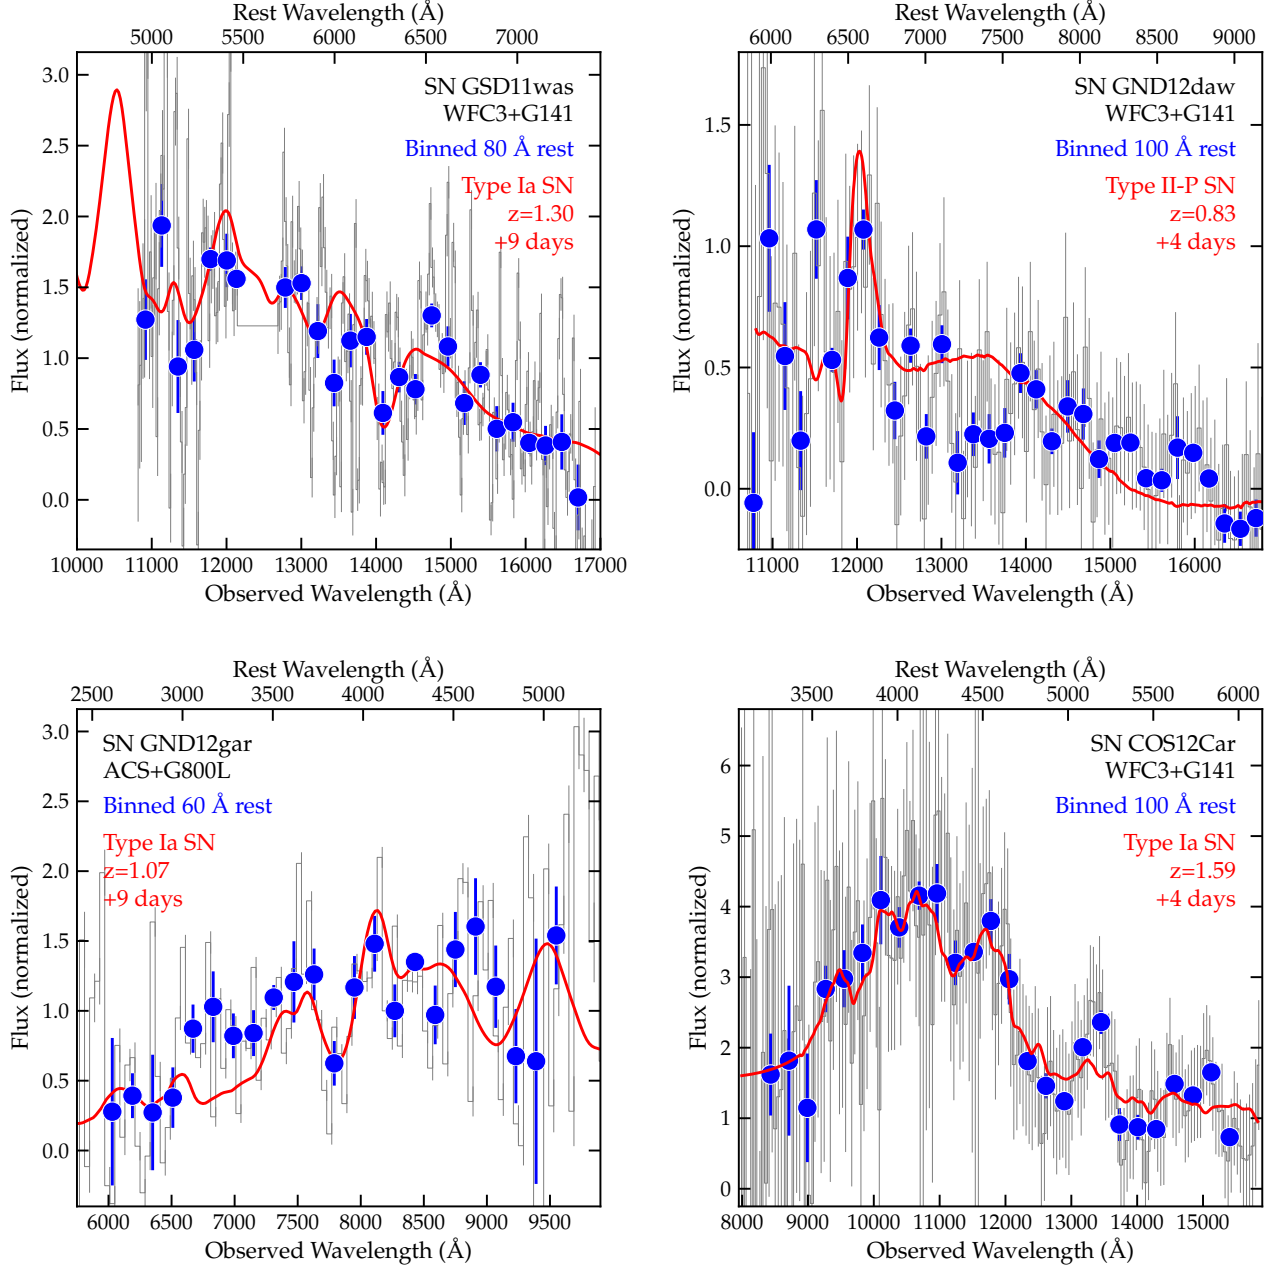 Rest Wavelength (Å)
5000 5500 6000 6500 7000
3.0
2.5
2.0
1.5
1.0
0.5
0.0
Flux (normalized)
SN GSD11was
WFC3+G141
Binned 80 Å rest
Type Ia SN
z=1.30
+9 days
10000 11000 12000 13000 14000 15000 16000 17000
Observed Wavelength (Å)
Rest Wavelength (Å)
6000 6500 7000 7500 8000 8500 9000
1.5
1.0
0.5
0.0
Flux (normalized)
SN GND12daw
WFC3+G141
Binned 100 Å rest
Type II-P SN
z=0.83
+4 days
11000 12000 13000 14000 15000 16000
Observed Wavelength (Å)
Rest Wavelength (Å)
2500 3000 3500 4000 4500 5000
3.0
2.5
2.0
1.5
1.0
0.5
0.0
Flux (normalized)
SN GND12gar
ACS+G800L
Binned 60 Å rest
Type Ia SN
z=1.07
+9 days
6000 6500 7000 7500 8000 8500 9000 9500
Observed Wavelength (Å)
Rest Wavelength (Å)
3500 4000 4500 5000 5500 6000
6
5
4
3
2
1
0
Flux (normalized)
SN COS12Car
WFC3+G141
Binned 100 Å rest
Type Ia SN
z=1.59
+4 days
8000 9000 10000 11000 12000 13000 14000 15000
Observed Wavelength (Å)